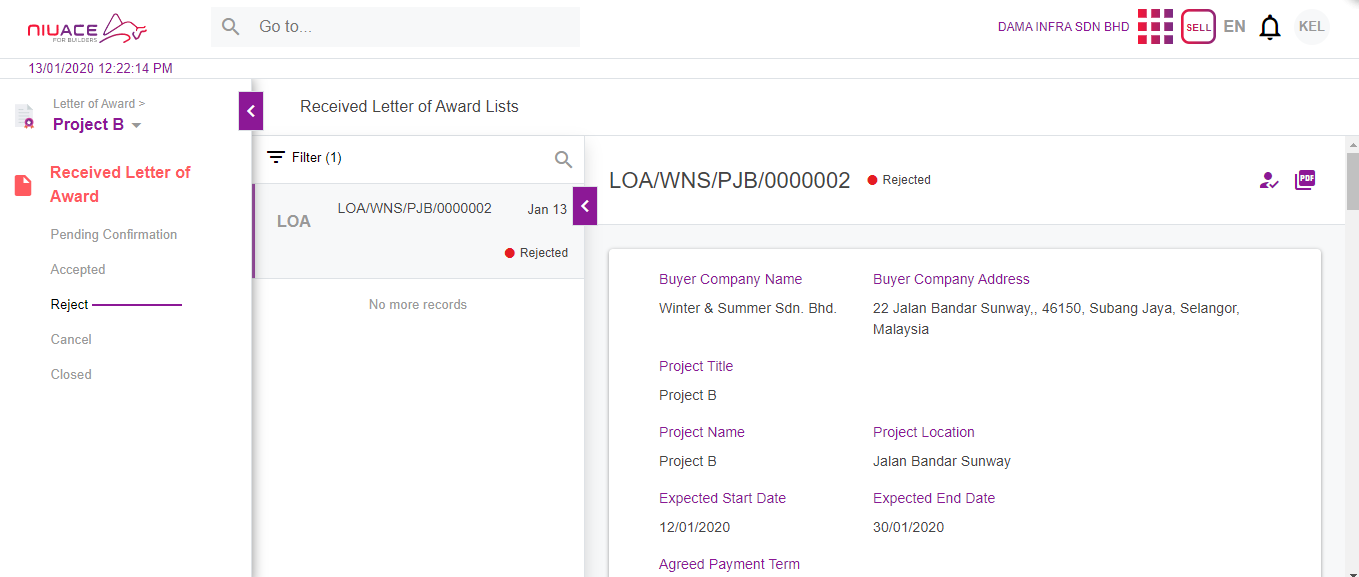 NIUACE
FOR BUILDERS
Go to...
DAMA INFRA SDN BHD
SELL
EN
KEL
13/01/2020 12:22:14 PM
Letter of Award >
Project B
Received Letter of
Award
Pending Confirmation
Accepted
Reject
Cancel
Closed
Received Letter of Award Lists
Filter (1)
LOA
LOA/WNS/PJB/0000002
Jan 13
Rejected
No more records
LOA/WNS/PJB/0000002
Rejected
PDF
Buyer Company Name
Winter & Summer Sdn. Bhd.
Buyer Company Address
22 Jalan Bandar Sunway,, 46150, Subang Jaya, Selangor,
Malaysia
Project Title
Project B
Project Name
Project B
Project Location
Jalan Bandar Sunway
Expected Start Date
12/01/2020
Expected End Date
30/01/2020
Agreed Payment Term